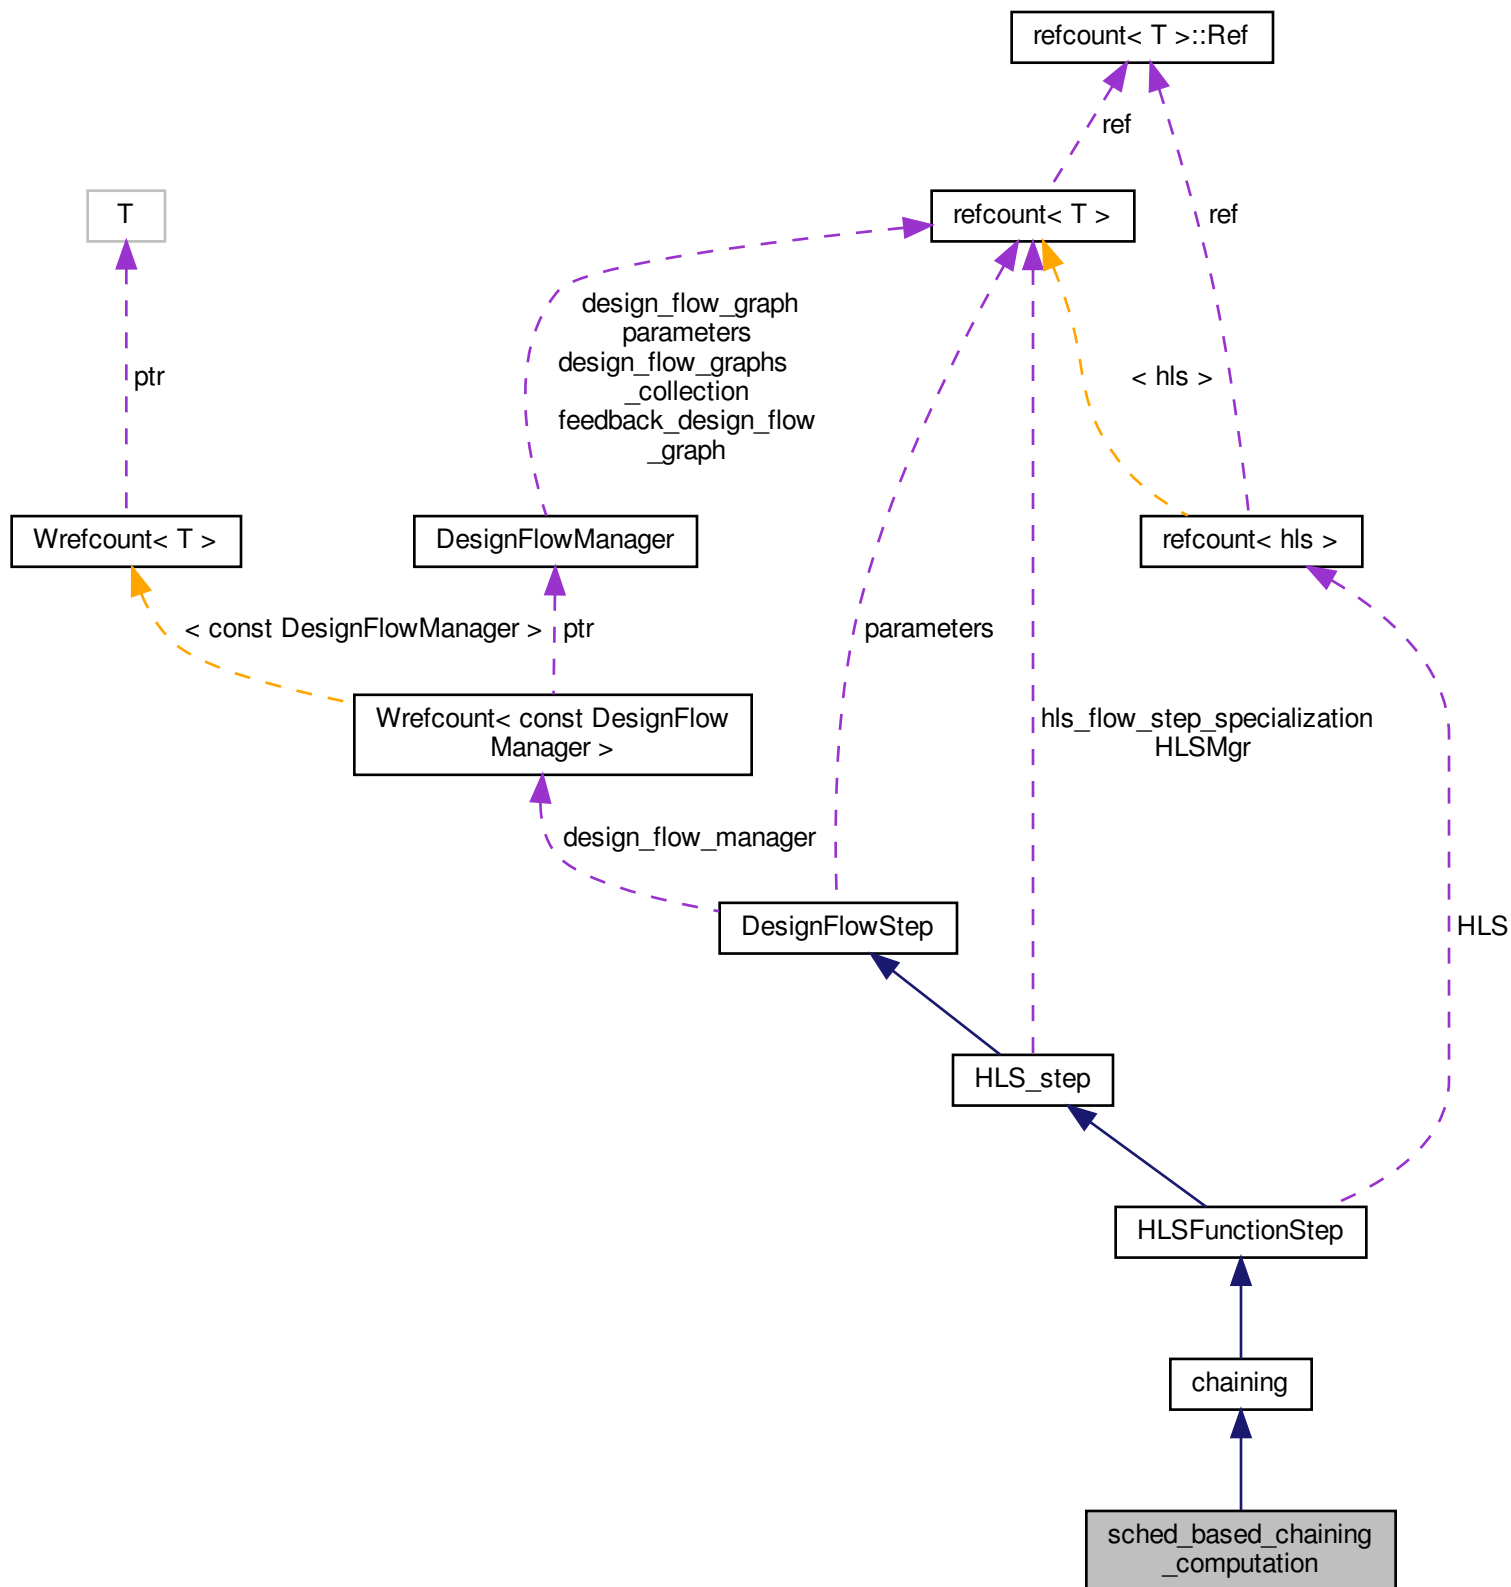 refcount< T >::Ref
ref
T
refcount< T >
ref
design_flow_graph
parameters
design_flow_graphs
_collection
feedback_design_flow
_graph
ptr
< hls >
Wrefcount< T >
DesignFlowManager
refcount< hls >
< const DesignFlowManager >
ptr
parameters
Wrefcount< const DesignFlow
Manager >
hls_flow_step_specialization
HLSMgr
design_flow_manager
DesignFlowStep
HLS
HLS_step
HLSFunctionStep
chaining
sched_based_chaining
_computation